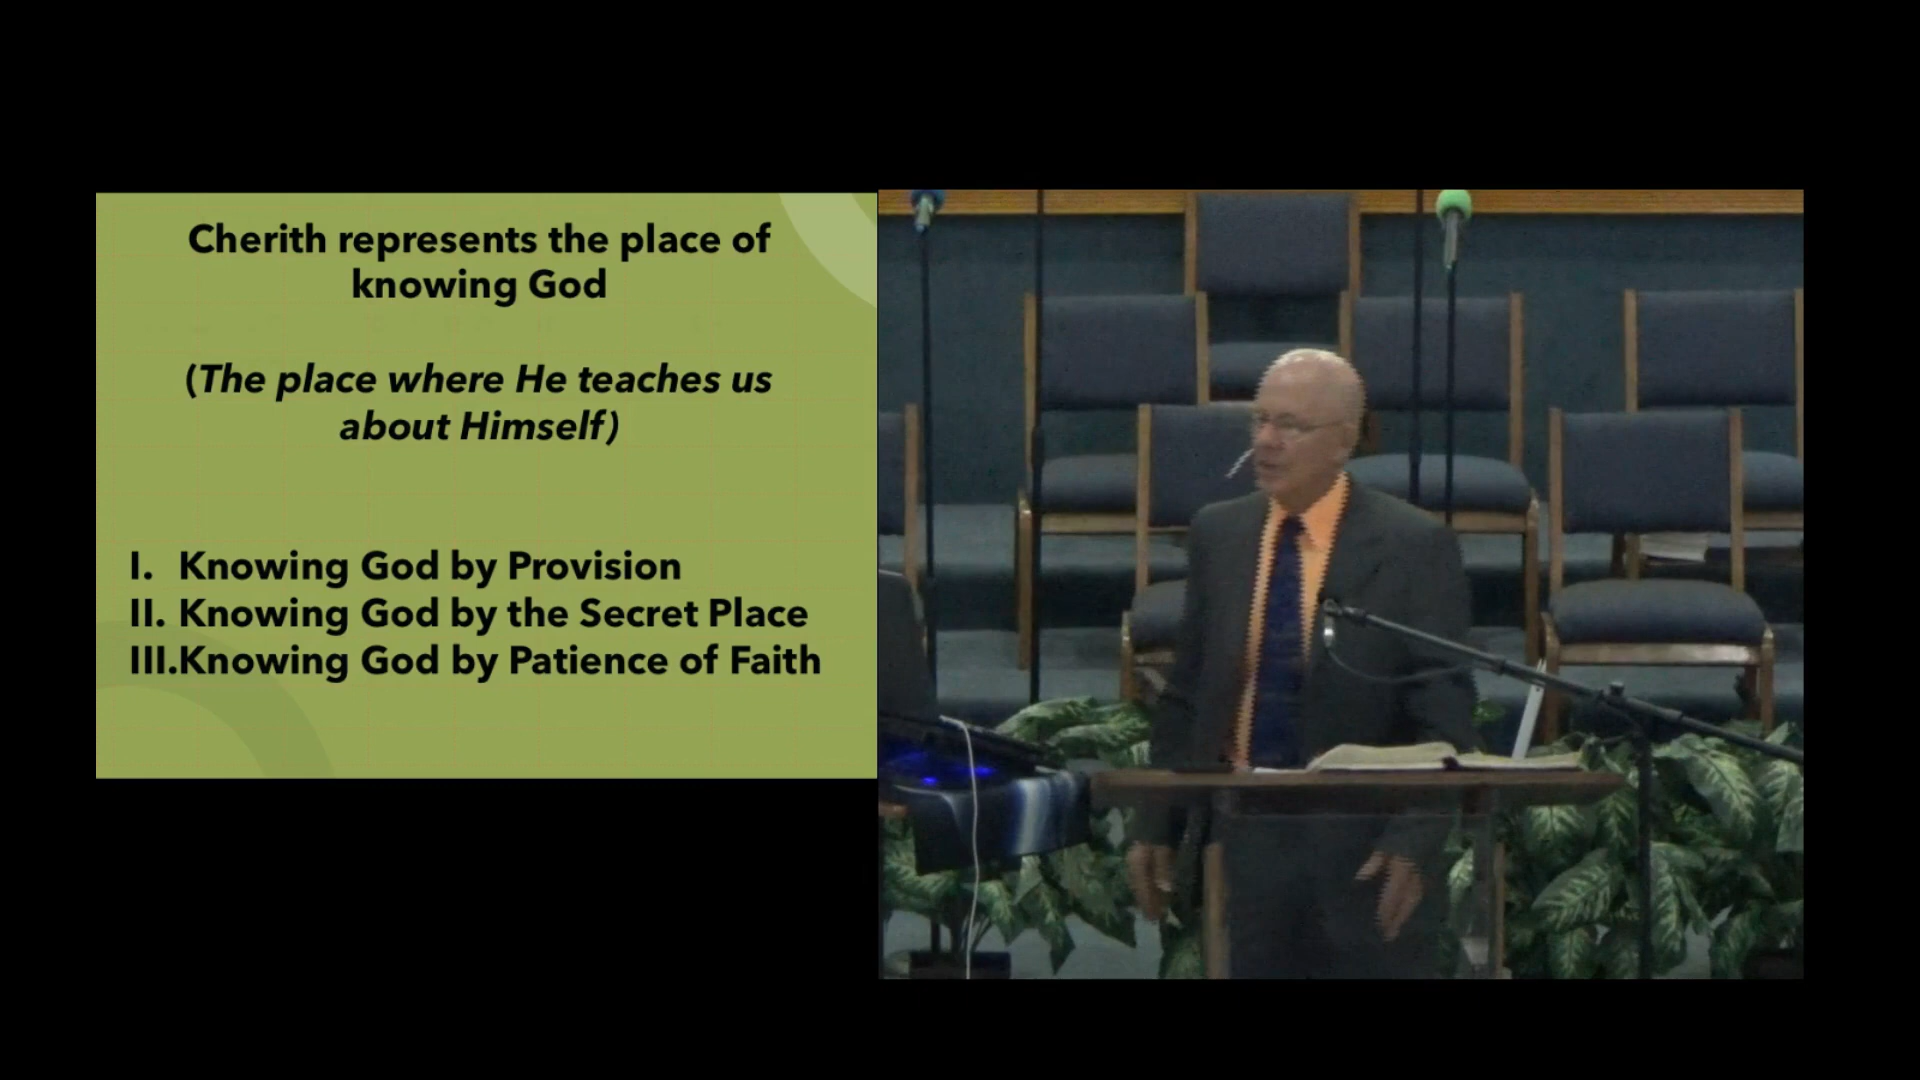 Cherith represents the place of
knowing God
(The place where He teaches us
about Himself)
I. Knowing God by Provision
II. Knowing God by the Secret Place
III.Knowing God by Patience of Faith